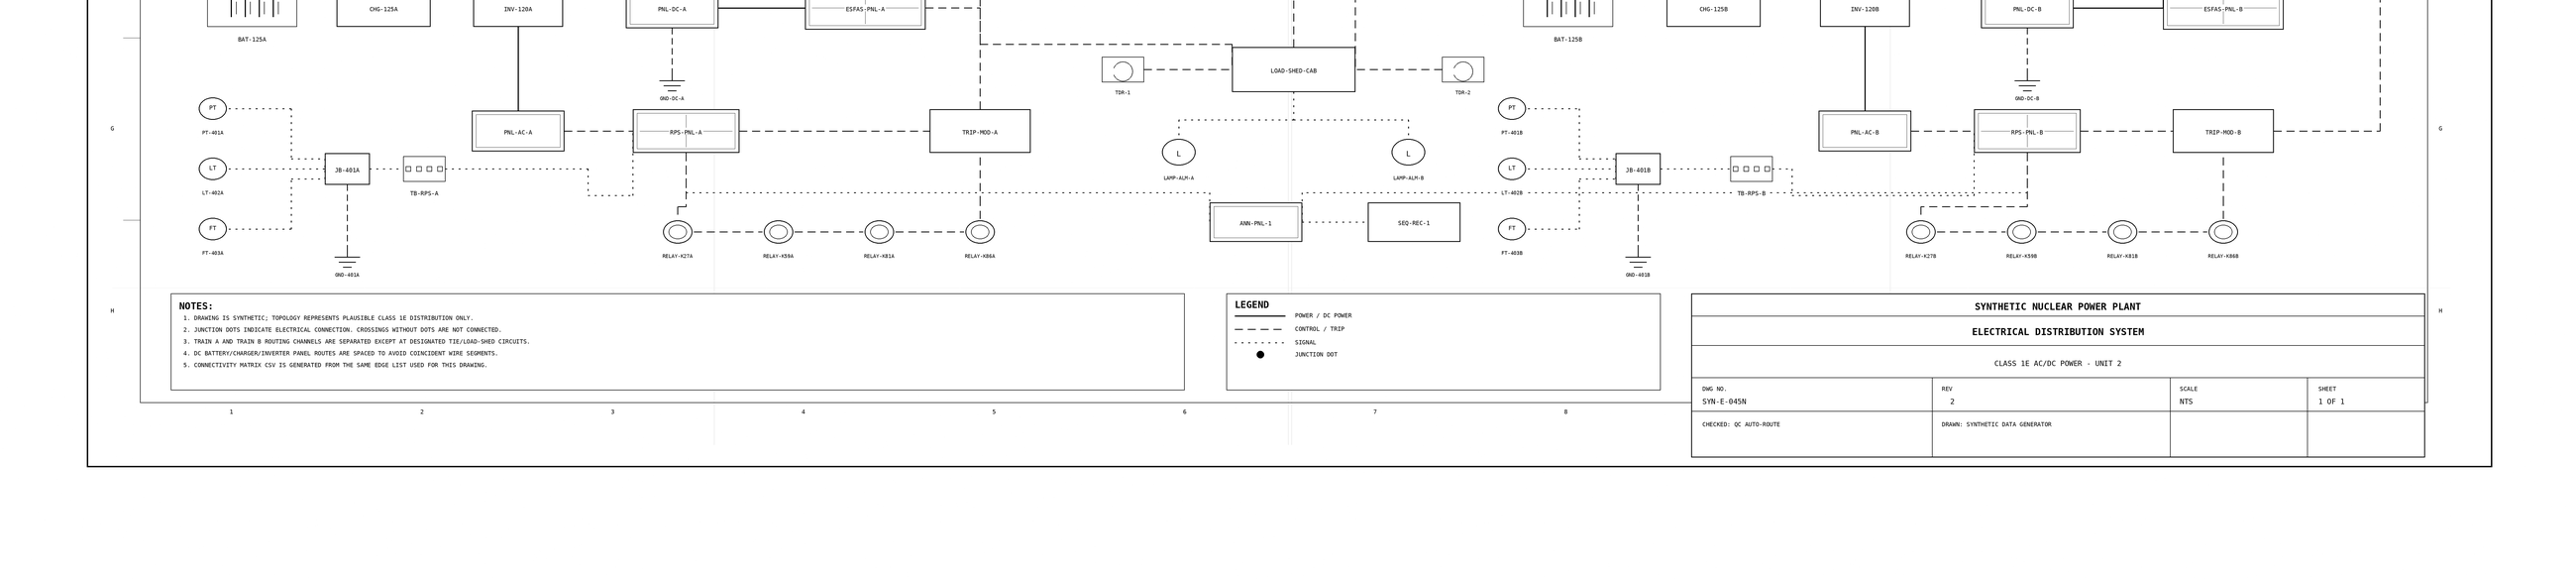 CHG-125A
INV-120A
PNL-DC-A
ESFAS-PNL-A
CHG-125B
INV-120B
PNL-DC-B
ESFAS-PNL-B
BAT-125A
BAT-125B
LOAD-SHED-CAB
TDR-1
TDR-2
GND-DC-A
GND-DC-B
PT
PT
PT-401A
PNL-AC-A
RPS-PNL-A
TRIP-MOD-A
PT-401B
PNL-AC-B
RPS-PNL-B
TRIP-MOD-B
G
G
L
L
LT
JB-401A
LAMP-ALM-A
LAMP-ALM-B
LT
JB-401B
LT-402A
TB-RPS-A
LT-402B
TB-RPS-B
FT
ANN-PNL-1
SEQ-REC-1
FT
FT-403A
RELAY-K27A
RELAY-K59A
RELAY-K81A
RELAY-K86A
FT-403B
RELAY-K27B
RELAY-K59B
RELAY-K81B
RELAY-K86B
GND-401A
GND-401B
H
H
NOTES:
1. DRAWING IS SYNTHETIC; TOPOLOGY REPRESENTS PLAUSIBLE CLASS 1E DISTRIBUTION ONLY.
2. JUNCTION DOTS INDICATE ELECTRICAL CONNECTION. CROSSINGS WITHOUT DOTS ARE NOT CONNECTED.
3. TRAIN A AND TRAIN B ROUTING CHANNELS ARE SEPARATED EXCEPT AT DESIGNATED TIE/LOAD-SHED CIRCUITS.
4. DC BATTERY/CHARGER/INVERTER PANEL ROUTES ARE SPACED TO AVOID COINCIDENT WIRE SEGMENTS.
5. CONNECTIVITY MATRIX CSV IS GENERATED FROM THE SAME EDGE LIST USED FOR THIS DRAWING.
LEGEND
POWER / DC POWER
CONTROL / TRIP
SIGNAL
JUNCTION DOT
SYNTHETIC NUCLEAR POWER PLANT
ELECTRICAL DISTRIBUTION SYSTEM
CLASS 1E AC/DC POWER - UNIT 2
DWG NO.
SYN-E-045N
REV
2
SCALE
NTS
SHEET
1 OF 1
CHECKED: QC AUTO-ROUTE
DRAWN: SYNTHETIC DATA GENERATOR
1
2
3
4
5
6
7
8